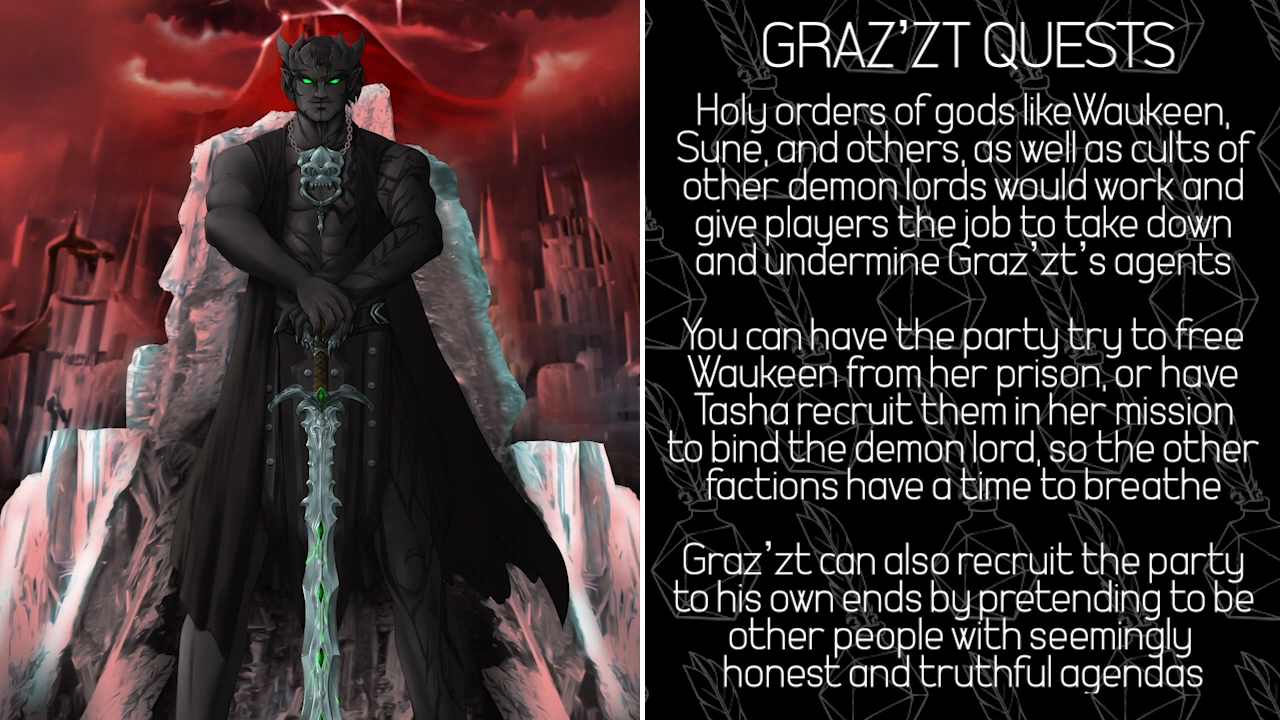 GRAZ'ZT QUESTS
Holy orders of gods like Waukeen,
Sune, and others, as well as cults of
other demon lords would work and
give players the job to take down
and undermine Graz'zt's agents
You can have the party try to free
Waukeen from her prison, or have
Tasha recruit them in her mission
to bind the demon lord, so the other
factions have a time to breathe
Graz'zt can also recruit the party
to his own ends by pretending to be
other people with seemingly
honest and truthful agendas